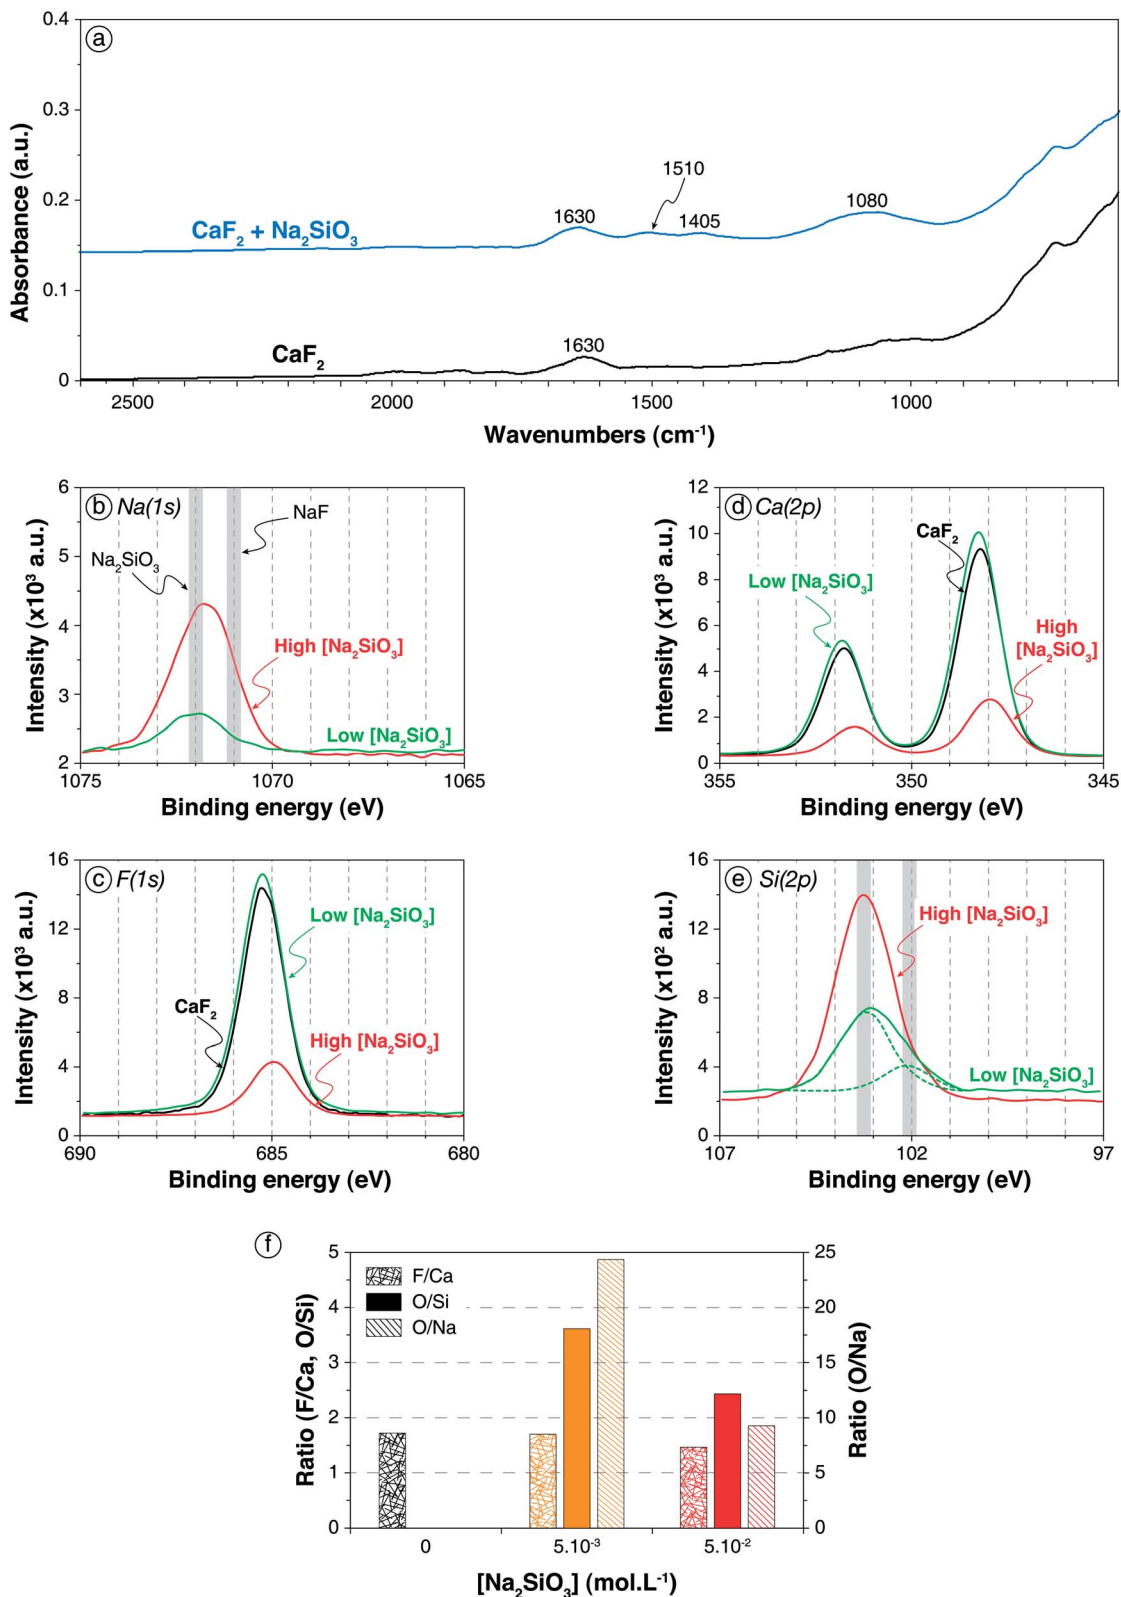 ⓐ
0.4
0.3
0.2
0.1
0
Absorbance (a.u.)
1510
1630
1405
1080
CaF₂ + Na₂SiO₃
1630
CaF₂
2500
2000
1500
1000
Wavenumbers (cm⁻¹)
ⓑ Na(1s)
6
5
4
3
2
Intensity (x10³ a.u.)
NaF
Na₂SiO₃
High [Na₂SiO₃]
Low [Na₂SiO₃]
1075
1070
1065
Binding energy (eV)
ⓓ Ca(2p)
12
10
8
6
4
2
0
Intensity (x10³ a.u.)
CaF₂
Low [Na₂SiO₃]
High
[Na₂SiO₃]
355
350
345
Binding energy (eV)
ⓒ F(1s)
16
12
8
4
0
Intensity (x10³ a.u.)
Low [Na₂SiO₃]
CaF₂
High [Na₂SiO₃]
690
685
680
Binding energy (eV)
ⓔ Si(2p)
16
12
8
4
0
Intensity (x10² a.u.)
High [Na₂SiO₃]
Low [Na₂SiO₃]
107
102
97
Binding energy (eV)
ⓕ
5
4
3
2
1
0
Ratio (F/Ca, O/Si)
F/Ca
O/Si
O/Na
25
20
15
10
5
0
Ratio (O/Na)
0
5.10⁻³
5.10⁻²
[Na₂SiO₃] (mol.L⁻¹)